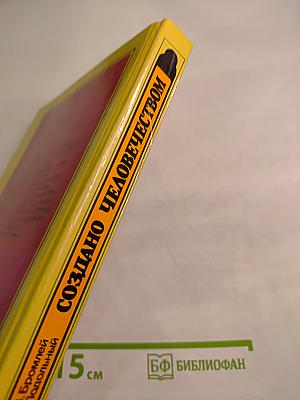 Бромлей
Подольный
СОЗДАНО ЧЕЛОВЕЧЕСТВОМ
15 см
БФ БИБЛИОФАН